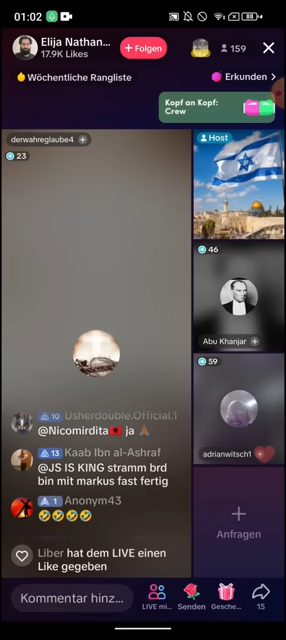 01:02
88
Elija Nathan...
17.9K Likes
+ Folgen
159
Wöchentliche Rangliste
Erkunden >
Kopf an Kopf:
Crew
derwahreglaube4 +
23
Host
46
Abu Khanjar +
59
adrianwitsch1
10 Usherdouble.Official.1
@Nicomirdita🇦🇱 ja 🙏🏾
13 Kaab Ibn al-Ashraf
@JS IS KING stramm brd
bin mit markus fast fertig
1 Anonym43
🤣🤣🤣🤣
Liber hat dem LIVE einen
Like gegeben
+
Anfragen
Kommentar hinz...
LIVE mi...
Senden
Gesche...
15